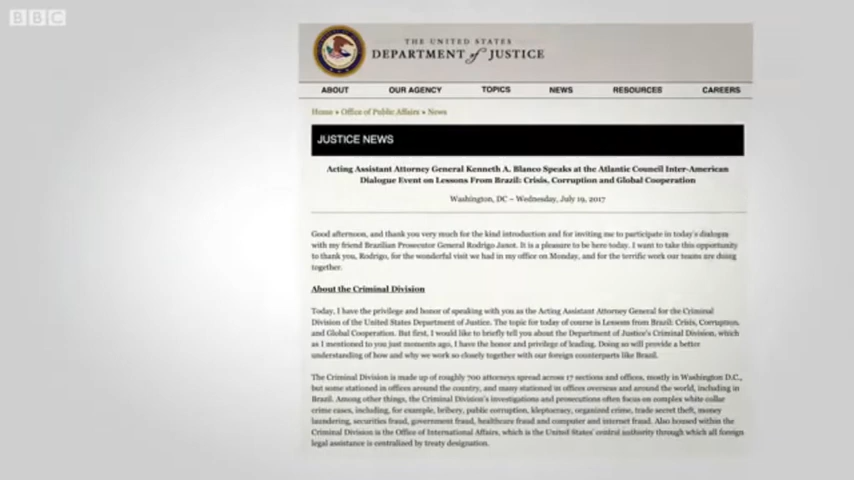 BBC
THE UNITED STATES
DEPARTMENT of JUSTICE
ABOUT OUR AGENCY TOPICS NEWS RESOURCES CAREERS
Home » Office of Public Affairs » News
JUSTICE NEWS
Acting Assistant Attorney General Kenneth A. Blanco Speaks at the Atlantic Council Inter-American
Dialogue Event on Lessons From Brazil: Crisis, Corruption and Global Cooperation
Washington, DC ~ Wednesday, July 19, 2017
Good afternoon, and thank you very much for the kind introduction and for inviting me to participate in today's dialogue
with my friend Brazilian Prosecutor General Rodrigo Janot. It is a pleasure to be here today. I want to take this opportunity
to thank you, Rodrigo, for the wonderful visit we had in my office on Monday, and for the terrific work our teams are doing
together.
About the Criminal Division
Today, I have the privilege and honor of speaking with you as the Acting Assistant Attorney General for the Criminal
Division of the United States Department of Justice. The topic for today of course is Lessons from Brazil: Crisis, Corruption,
and Global Cooperation. But first, I would like to briefly tell you about the Department of Justice's Criminal Division, which
as I mentioned to you just moments ago, I have the honor and privilege of leading. Doing so will provide a better
understanding of how and why we work so closely together with our foreign counterparts like Brazil.
The Criminal Division is made up of roughly 700 attorneys spread across 17 sections and offices, mostly in Washington D.C.,
but some stationed in offices around the country, and many stationed in offices overseas and around the world, including in
Brazil. Among other things, the Criminal Division's investigations and prosecutions often focus on complex white collar
crime cases, including, for example, bribery, public corruption, kleptocracy, organized crime, trade secret theft, money
laundering, securities fraud, government fraud, healthcare fraud and computer and internet fraud. Also housed within the
Criminal Division is the Office of International Affairs, which is the United States' central authority through which all foreign
legal assistance is centralized by treaty designation.